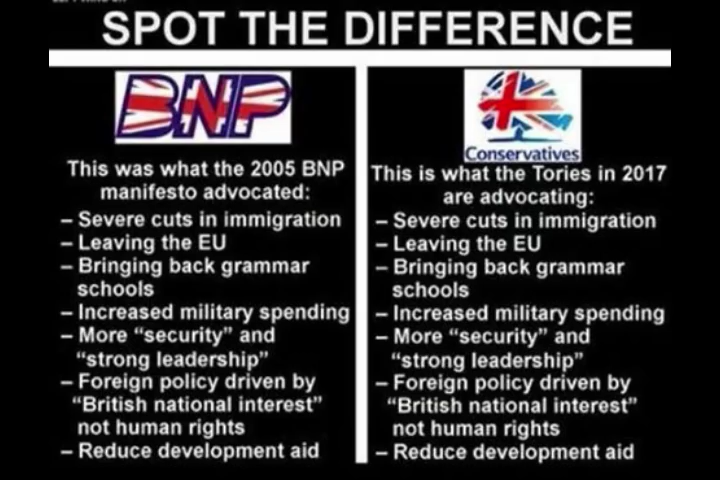 SPOT THE DIFFERENCE
BNP
This was what the 2005 BNP
manifesto advocated:
– Severe cuts in immigration
– Leaving the EU
– Bringing back grammar
schools
– Increased military spending
– More “security” and
“strong leadership”
– Foreign policy driven by
“British national interest”
not human rights
– Reduce development aid
Conservatives
This is what the Tories in 2017
are advocating:
– Severe cuts in immigration
– Leaving the EU
– Bringing back grammar
schools
– Increased military spending
– More “security” and
“strong leadership”
– Foreign policy driven by
“British national interest”
not human rights
– Reduce development aid